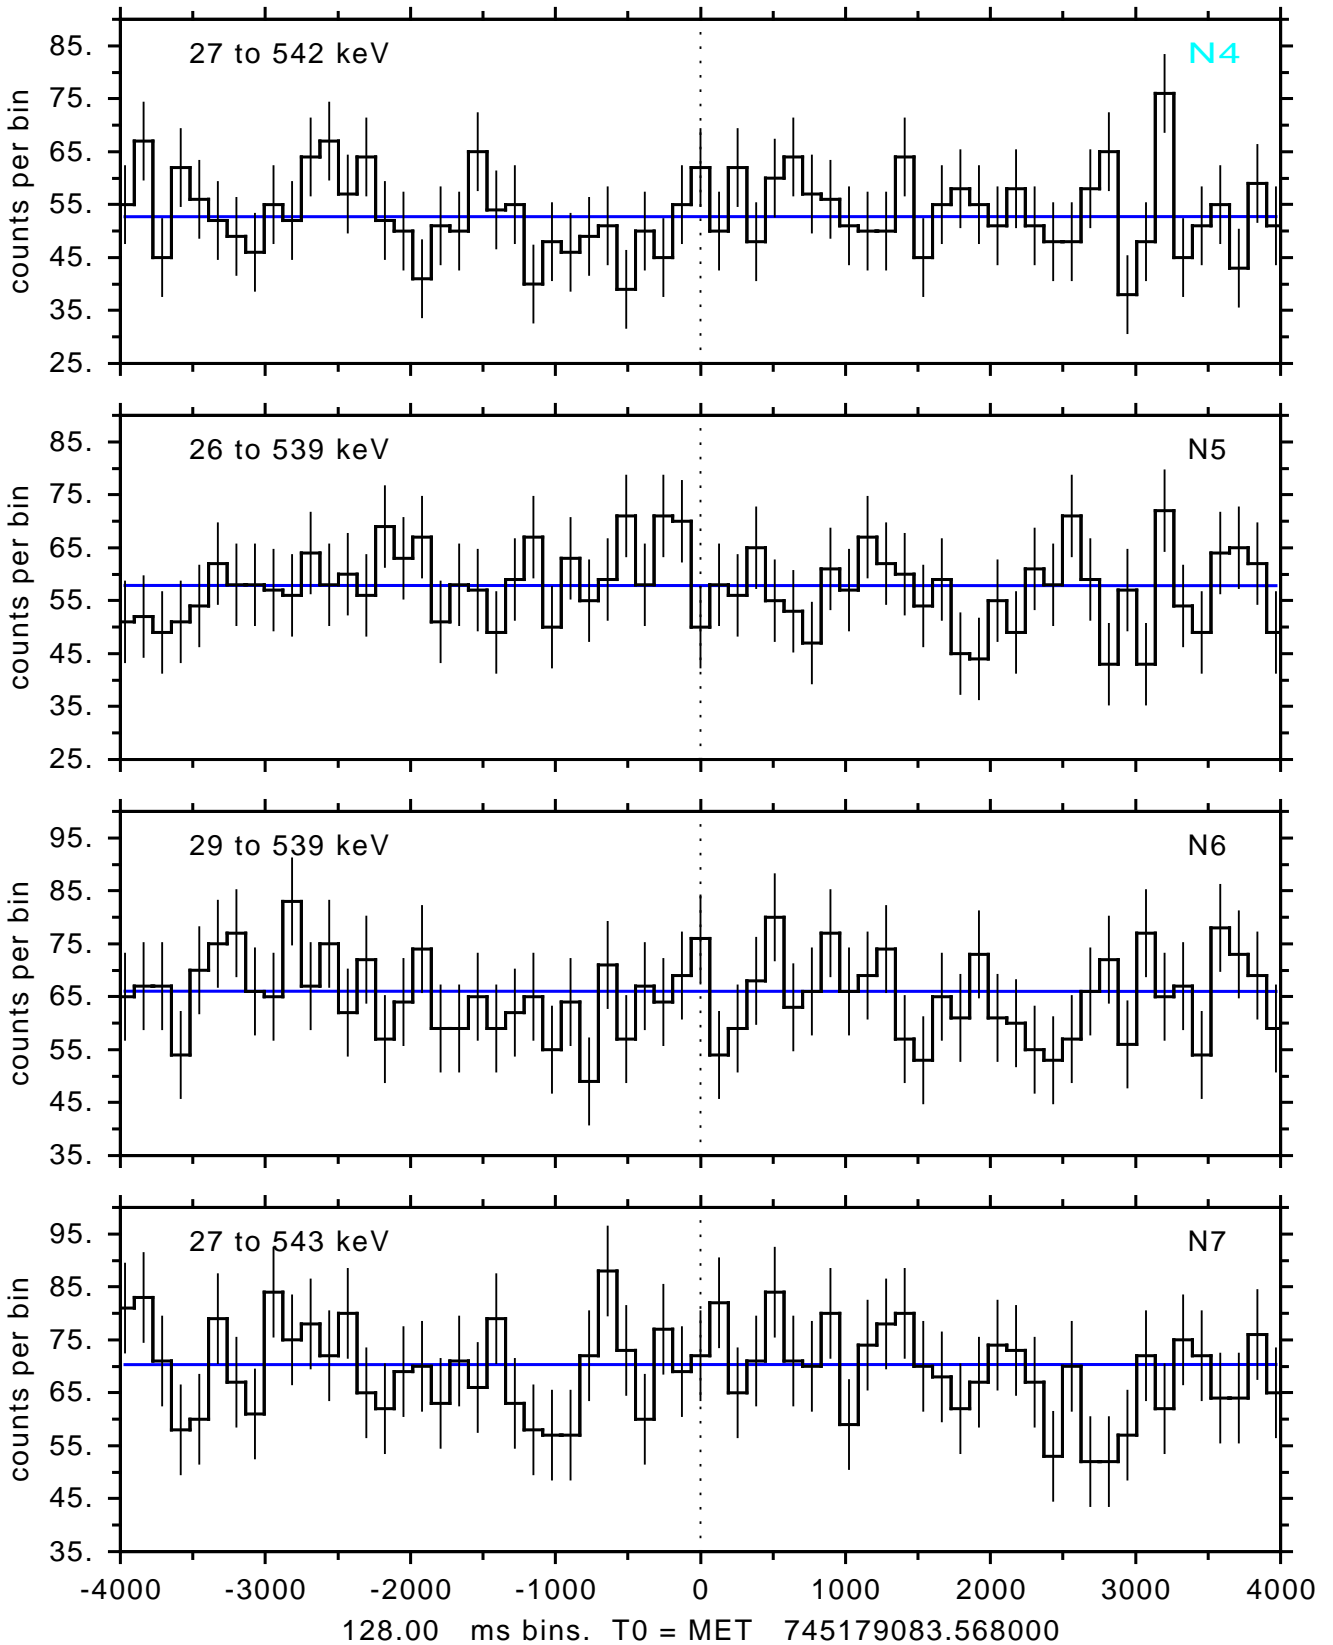 27 to 542 keV N4
85.
75.
65.
55.
45.
35.
25.
counts per bin
26 to 539 keV N5
85.
75.
65.
55.
45.
35.
25.
counts per bin
29 to 539 keV N6
95.
85.
75.
65.
55.
45.
35.
counts per bin
27 to 543 keV N7
95.
85.
75.
65.
55.
45.
35.
counts per bin
-4000 -3000 -2000 -1000 0 1000 2000 3000 4000
128.00 ms bins. T0 = MET 745179083.568000